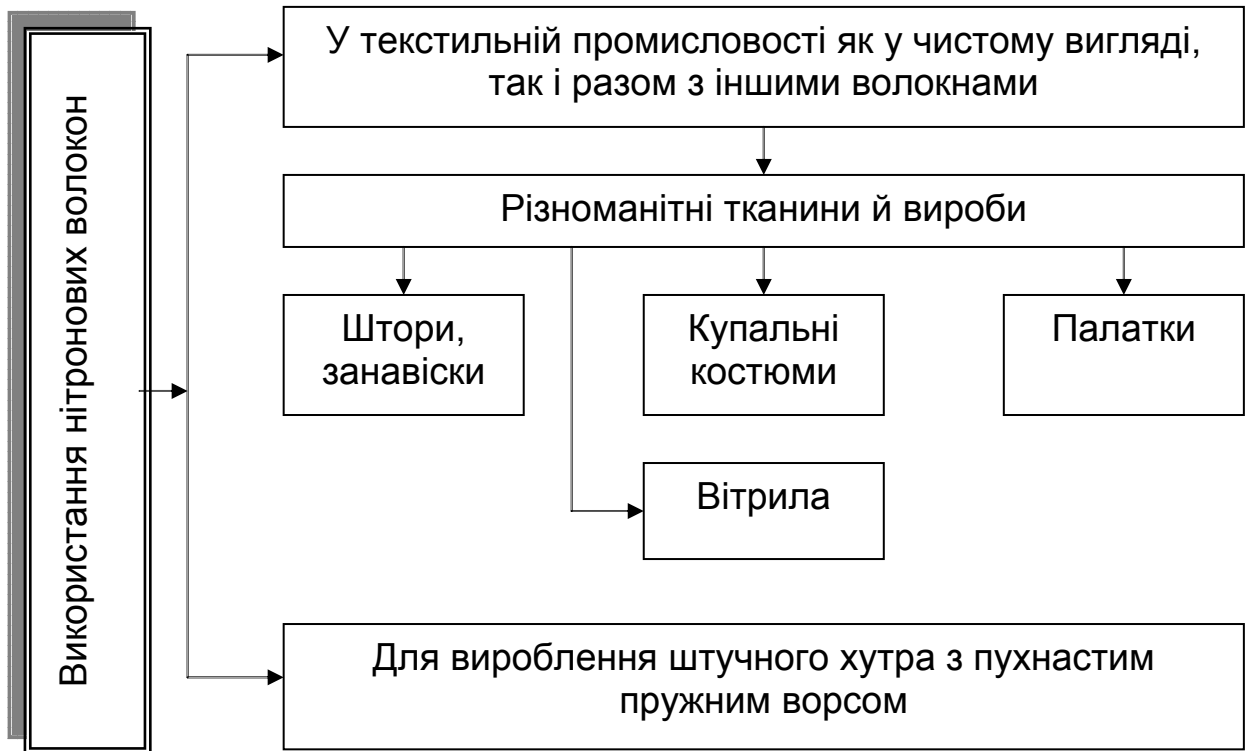 Використання нітронових волокон
У текстильній промисловості як у чистому вигляді,
так і разом з іншими волокнами
Різноманітні тканини й вироби
Штори,
занавіски
Купальні
костюми
Палатки
Вітрила
Для вироблення штучного хутра з пухнастим
пружним ворсом